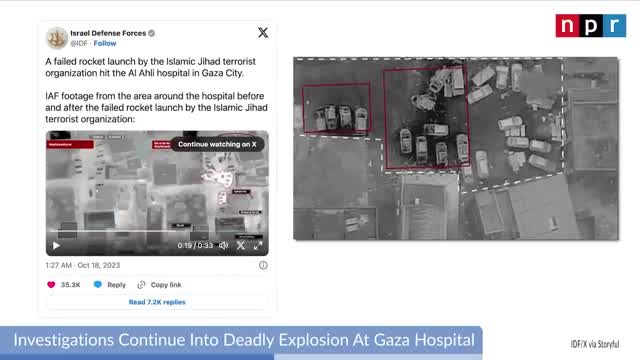 Israel Defense Forces
@IDF · Follow
A failed rocket launch by the Islamic Jihad terrorist
organization hit the Al Ahli hospital in Gaza City.
IAF footage from the area around the hospital before
and after the failed rocket launch by the Islamic Jihad
terrorist organization:
Continue watching on X
0:19 / 0:33
1:27 AM · Oct 18, 2023
35.3K Reply Copy link
Read 7.2K replies
npr
Investigations Continue Into Deadly Explosion At Gaza Hospital
IDF/X via Storyful